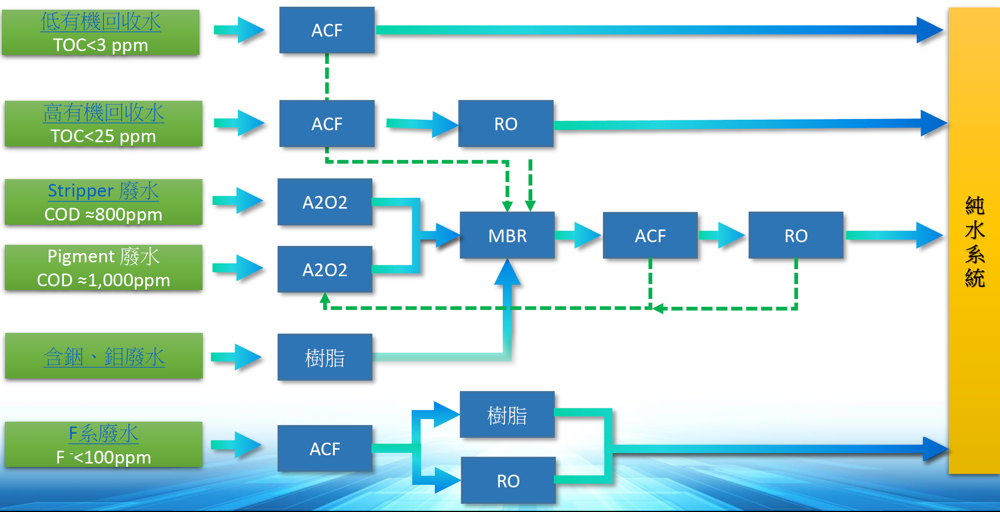 低有機回收水
TOC<3 ppm
ACF
高有機回收水
TOC<25 ppm
ACF
RO
Stripper 廢水
COD ≈800ppm
A2O2
Pigment 廢水
COD ≈1,000ppm
A2O2
MBR
ACF
RO
含銦、鉬廢水
樹脂
F系廢水
F ⁻<100ppm
ACF
樹脂
RO
純水系統